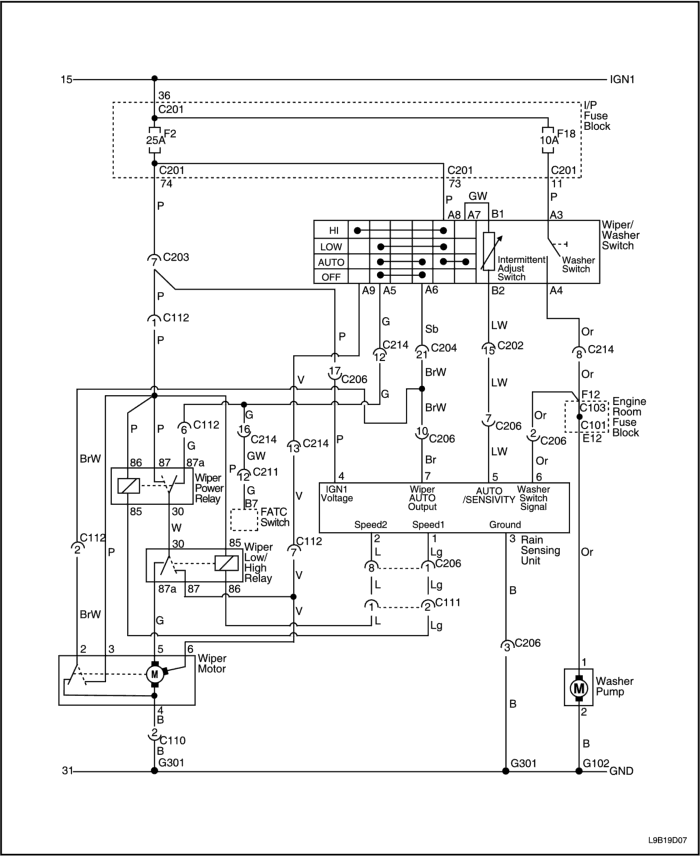 15 IGN1
36
C201 I/P Fuse Block
F2 25A F18 10A
C201 C201 C201
74 73 11
P P GW P
A8 A7 B1 A3
HI
LOW
AUTO
OFF
Intermittent Adjust Switch
Washer Switch
Wiper/ Washer Switch
A9 A5 A6 B2 A4
7 C203
P
1 C112
P
P
G
12 C214
G
Sb
21 C204
BrW
BrW
10 C206
Br
LW
15 C202
LW
7 C206
LW
Or
8 C214
Or
F12
C103
C101
E12
Engine Room Fuse Block
Or
2 C206
Or
17 C206
P
V
13 C214
V
7 C112
V
V
P P
6 C112
G
G
16 C214
GW
P
12 C211
G
B7
FATC Switch
BrW
C112
2
BrW
P
86 87 87a
Wiper Power Relay
85 30
W
30 85
Wiper Low/ High Relay
87a 87 86
G
4 7 5 6
IGN1 Voltage
Wiper AUTO Output
AUTO /SENSIVITY
Washer Switch Signal
Speed2 Speed1 Ground
2 1 3
Rain Sensing Unit
L Lg
8 1 C206
L Lg
1 2 C111
L Lg
B
3 C206
B
Or
2 3 5 6
Wiper Motor
M
4
B
2 C110
B
G301
1
M
Washer Pump
2
B
G301 G102
31 GND
L9B19D07